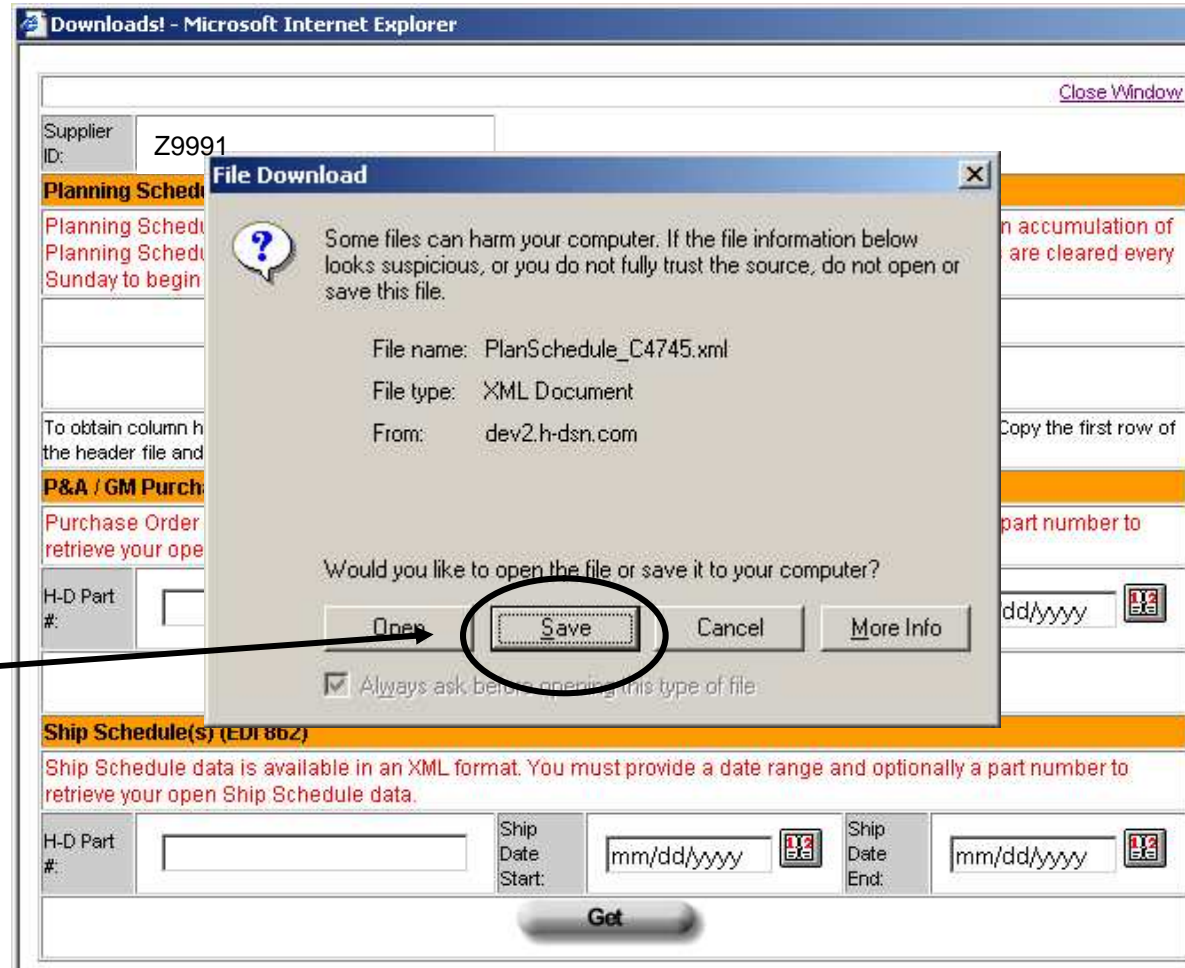 Downloads! - Microsoft Internet Explorer
Close Window
Supplier
ID:
Z9991
Planning
Planning
Planning
Sunday to begin
n accumulation of
are cleared every
To obtain column h
the header file and
Copy the first row of
P&A / GM Purch
Purchase Order
retrieve your ope
part number to
H-D Part
#:
dd/yyyy
File Download
Some files can harm your computer. If the file information below
looks suspicious, or you do not fully trust the source, do not open or
save this file.
File name: PlanSchedule_C4745.xml
File type: XML Document
From: dev2.h-dsn.com
Would you like to open the file or save it to your computer?
Open Save Cancel More Info
Always ask before opening this type of file
Ship Schedule(s) (EDI 862)
Ship Schedule data is available in an XML format. You must provide a date range and optionally a part number to
retrieve your open Ship Schedule data.
H-D Part
#:
Ship
Date
Start:
mm/dd/yyyy
Ship
Date
End:
mm/dd/yyyy
Get